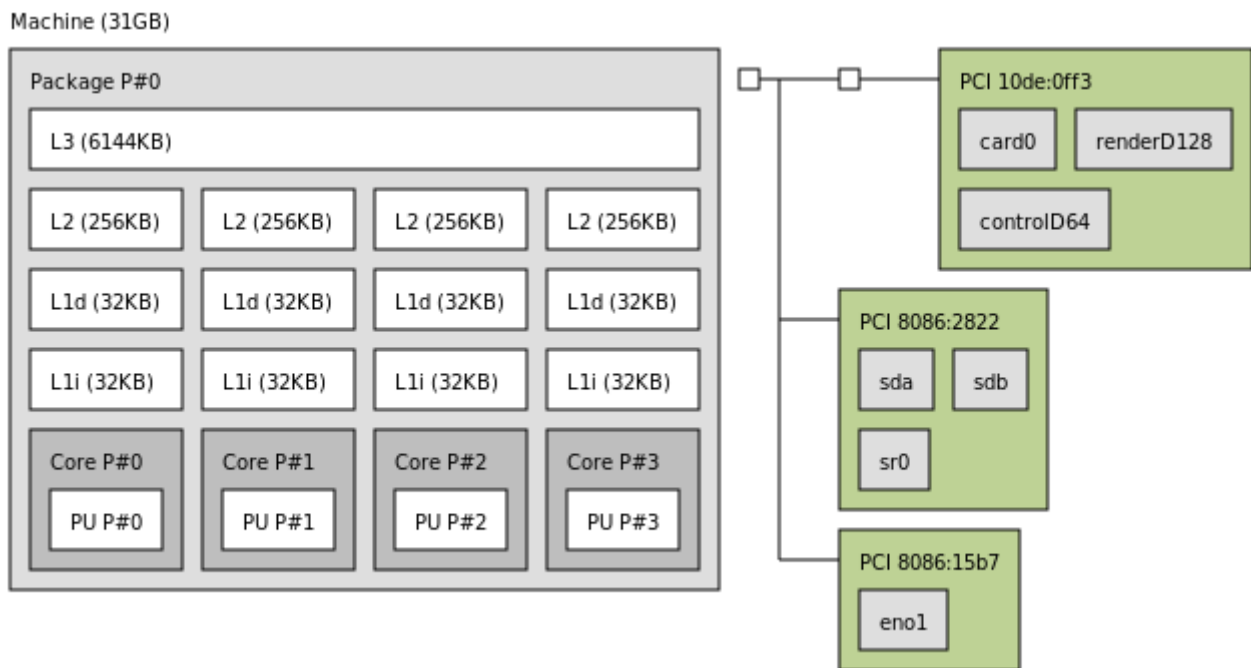 Machine (31GB)
Package P#0
L3 (6144KB)
L2 (256KB) L2 (256KB) L2 (256KB) L2 (256KB)
L1d (32KB) L1d (32KB) L1d (32KB) L1d (32KB)
L1i (32KB) L1i (32KB) L1i (32KB) L1i (32KB)
Core P#0 Core P#1 Core P#2 Core P#3
PU P#0 PU P#1 PU P#2 PU P#3
PCI 10de:0ff3
card0 renderD128
controlD64
PCI 8086:2822
sda sdb
sr0
PCI 8086:15b7
eno1